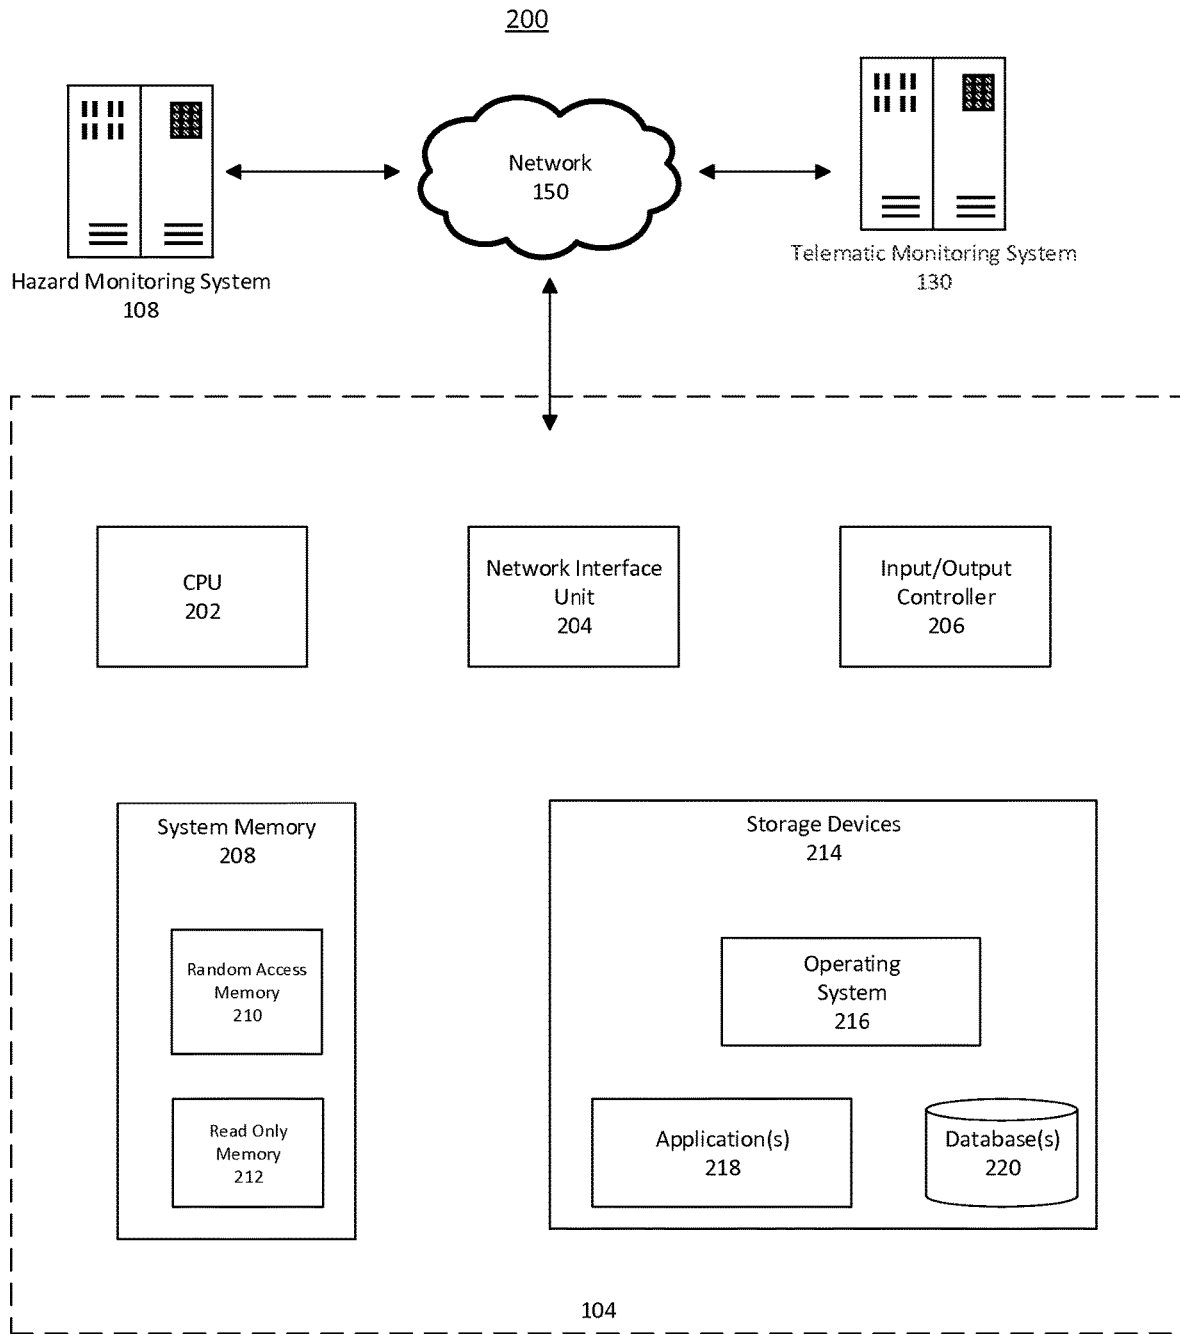 200
Network
150
Hazard Monitoring System
108
Telematic Monitoring System
130
CPU
202
Network Interface
Unit
204
Input/Output
Controller
206
System Memory
208
Random Access
Memory
210
Read Only
Memory
212
Storage Devices
214
Operating
System
216
Application(s)
218
Database(s)
220
104